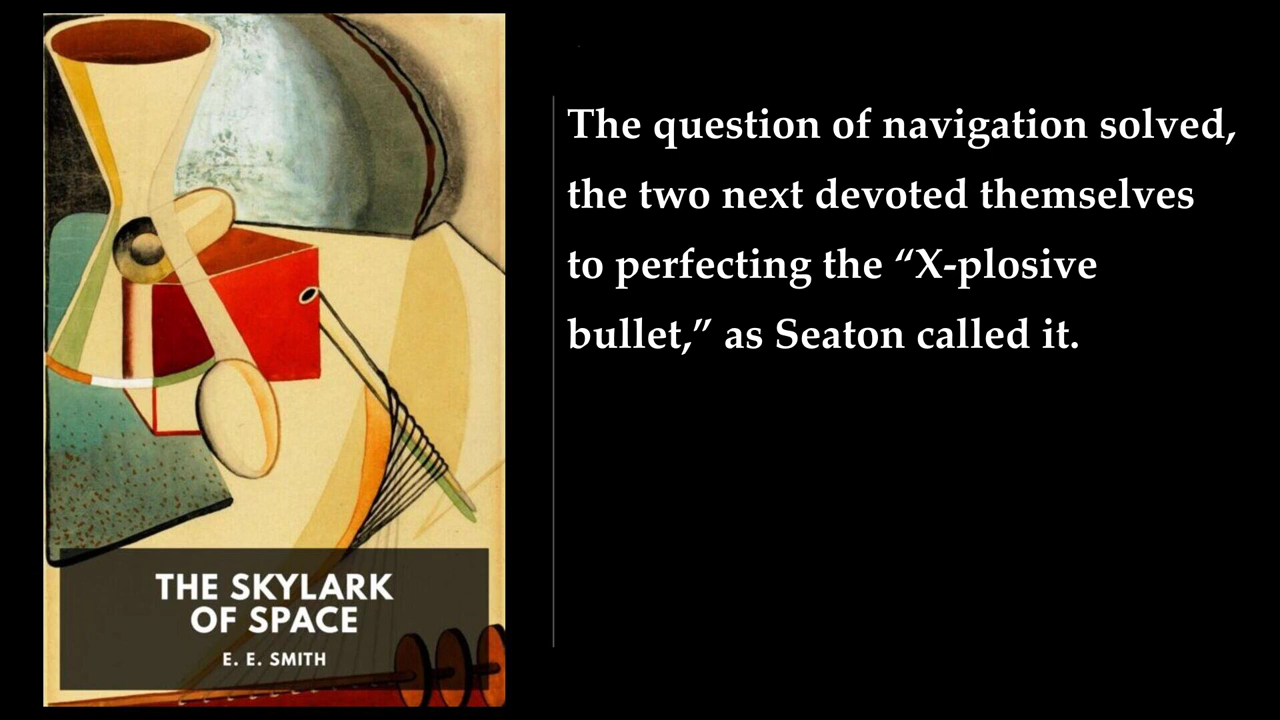 THE SKYLARK
OF SPACE
E. E. SMITH
The question of navigation solved,
the two next devoted themselves
to perfecting the “X-plosive
bullet,” as Seaton called it.